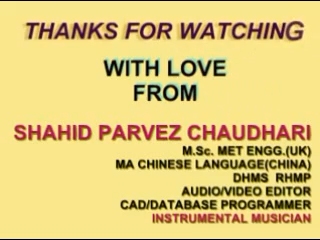 THANKS FOR WATCHING
WITH LOVE
FROM
SHAHID PARVEZ CHAUDHARI
M.Sc. MET ENGG.(UK)
MA CHINESE LANGUAGE(CHINA)
DHMS RHMP
AUDIO/VIDEO EDITOR
CAD/DATABASE PROGRAMMER
INSTRUMENTAL MUSICIAN